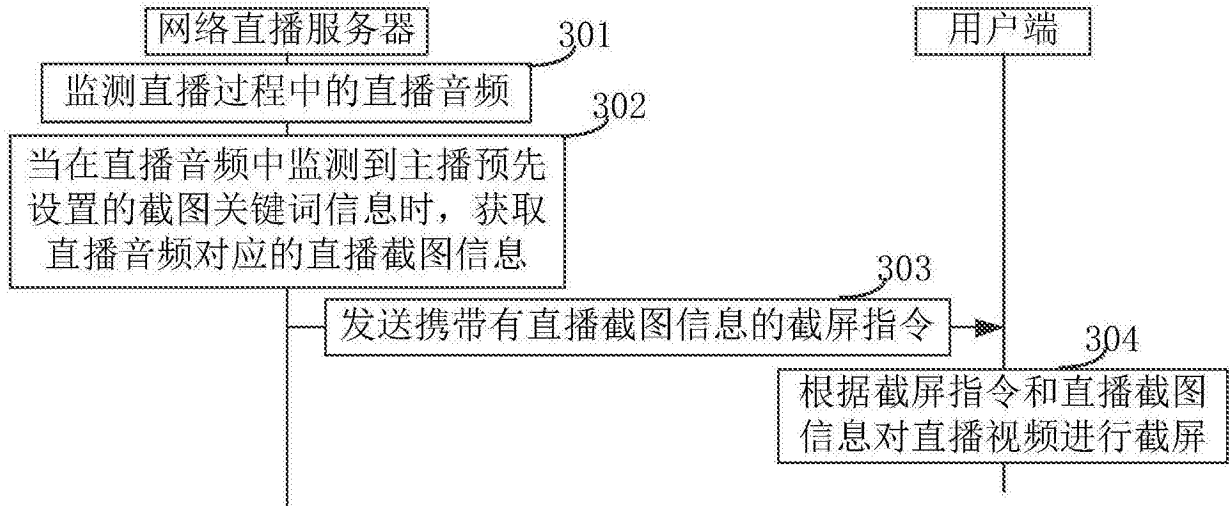 网络直播服务器
用户端
301
监测直播过程中的直播音频
302
当在直播音频中监测到主播预先
设置的截图关键词信息时，获取
直播音频对应的直播截图信息
303
发送携带有直播截图信息的截屏指令
304
根据截屏指令和直播截图
信息对直播视频进行截屏